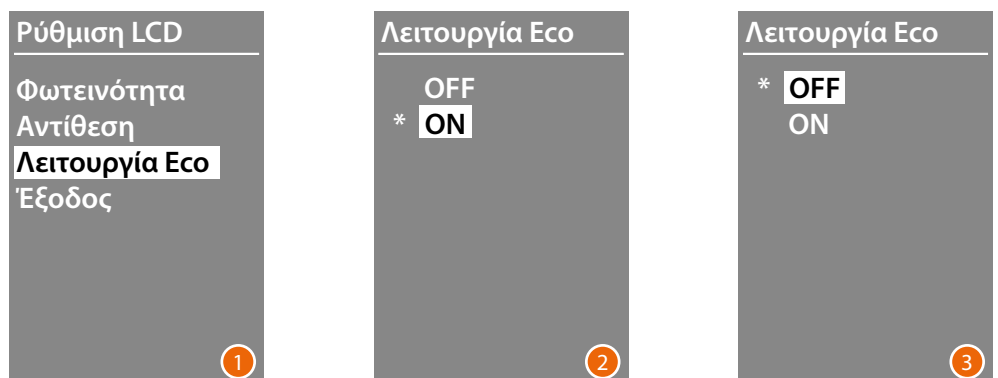 Ρύθμιση LCD
Φωτεινότητα
Αντίθεση
Λειτουργία Eco
Έξοδος
1
Λειτουργία Eco
OFF
* ON
2
Λειτουργία Eco
* OFF
ON
3